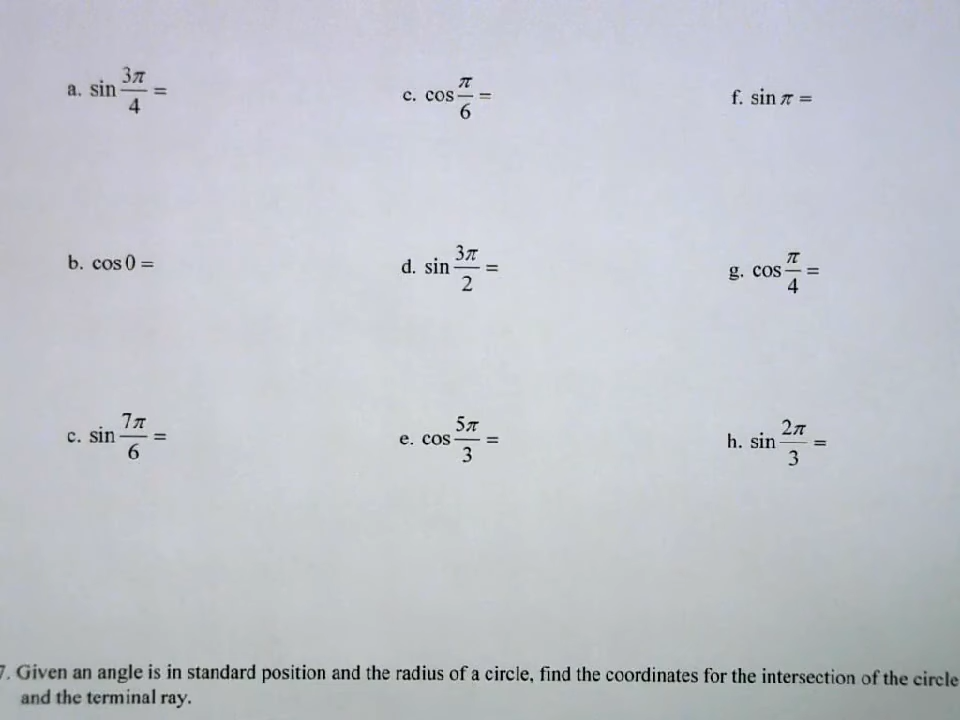 a. sin 3π/4 =
c. cos π/6 =
f. sin π =
b. cos 0 =
d. sin 3π/2 =
g. cos π/4 =
c. sin 7π/6 =
e. cos 5π/3 =
h. sin 2π/3 =
7. Given an angle is in standard position and the radius of a circle, find the coordinates for the intersection of the circle
and the terminal ray.